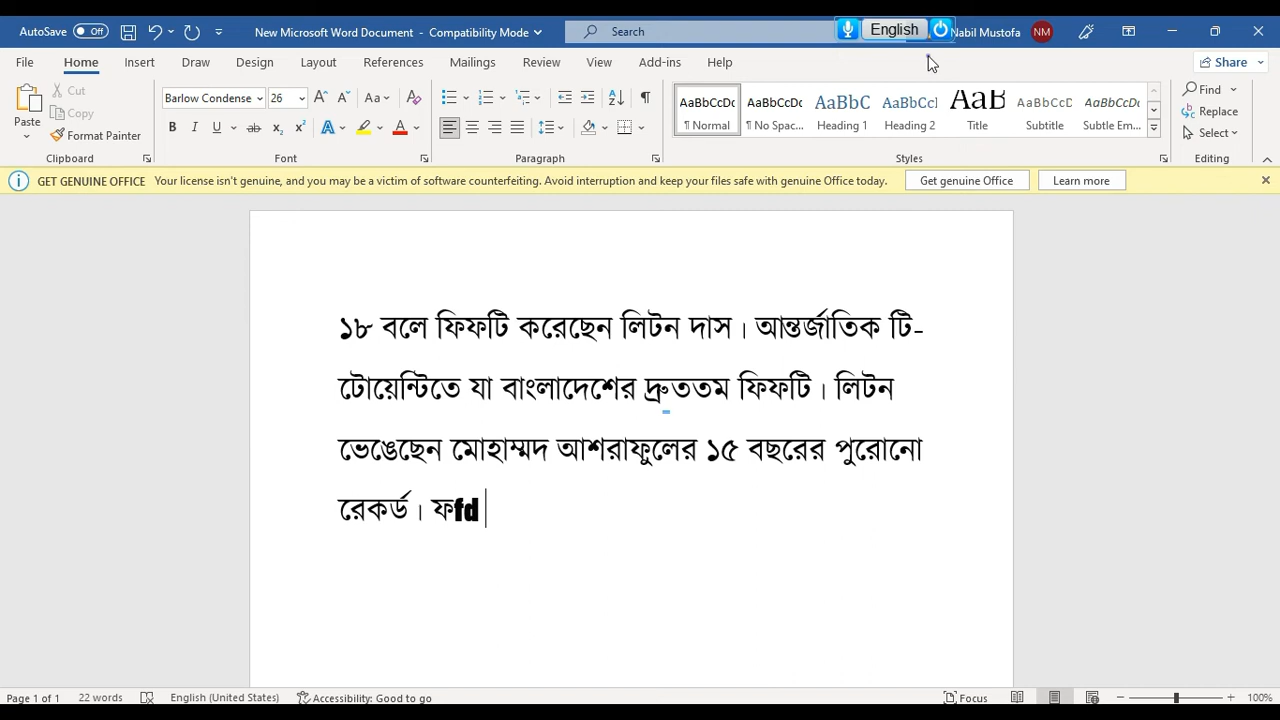 AutoSave Off New Microsoft Word Document - Compatibility Mode Search English Nabil Mustofa NM
File Home Insert Draw Design Layout References Mailings Review View Add-ins Help Share
Paste Cut Copy Format Painter
Barlow Condense 26
AaBbCcDc AaBbCcDc AaBbC AaBbCcI AaB AaBbCcD AaBbCcDc
¶ Normal ¶ No Spac... Heading 1 Heading 2 Title Subtitle Subtle Em...
Find Replace Select
Clipboard Font Paragraph Styles Editing
GET GENUINE OFFICE Your license isn't genuine, and you may be a victim of software counterfeiting. Avoid interruption and keep your files safe with genuine Office today. Get genuine Office Learn more
১৮ বলে ফিফটি করেছেন লিটন দাস। আন্তর্জাতিক টি-
টোয়েন্টিতে যা বাংলাদেশের দ্রুততম ফিফটি। লিটন
ভেঙেছেন মোহাম্মদ আশরাফুলের ১৫ বছরের পুরোনো
রেকর্ড। ফfd
Page 1 of 1 22 words English (United States) Accessibility: Good to go Focus 100%